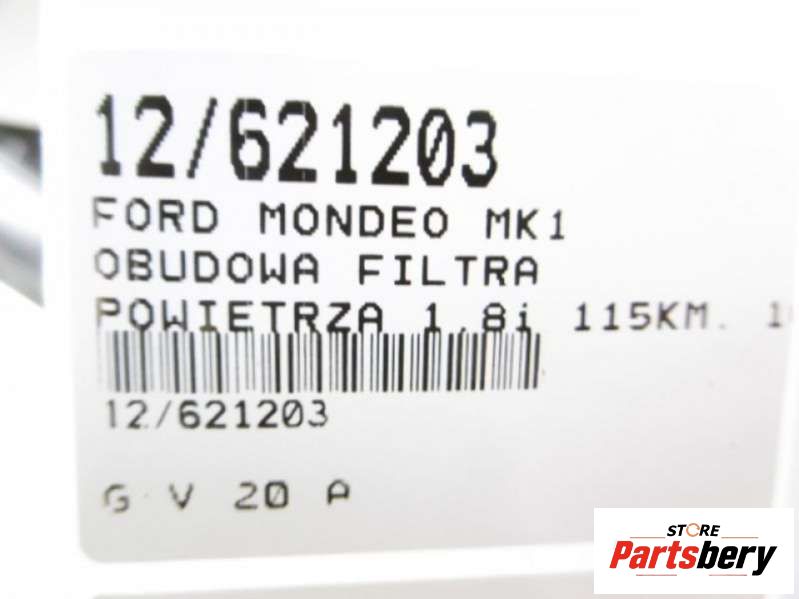 12/621203
FORD MONDEO MK1
OBUDOWA FILTRA
POWIETRZA 1.8i 115KM.
12/621203
G V 20 A
STORE
Partsbery